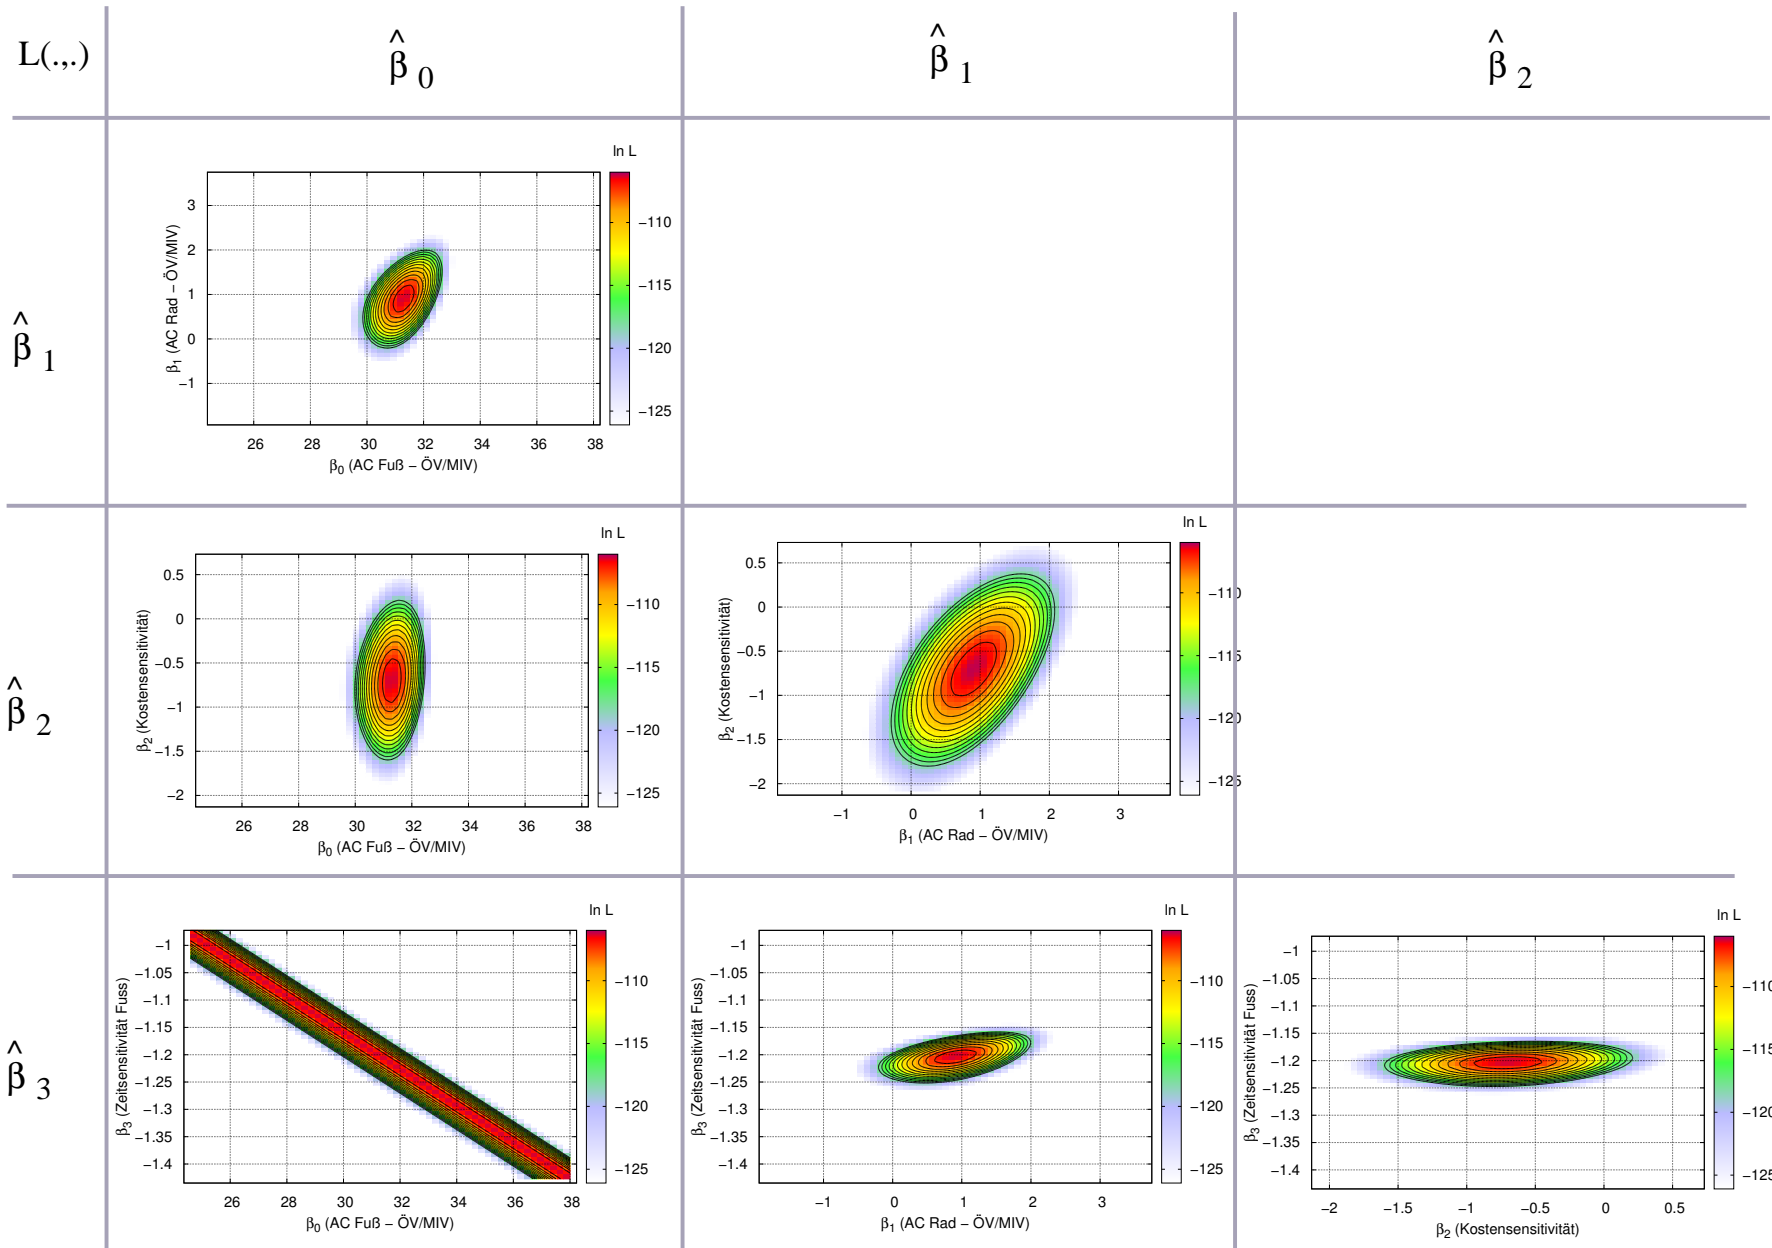 L(.,.)
β̂ 0
β̂ 1
β̂ 2
β̂ 1
ln L
3
2
1
0
−1
β1 (AC Rad − ÖV/MIV)
26 28 30 32 34 36 38
β0 (AC Fuß − ÖV/MIV)
−110
−115
−120
−125
β̂ 2
ln L
0.5
0
−0.5
−1
−1.5
−2
β2 (Kostensensitivität)
26 28 30 32 34 36 38
β0 (AC Fuß − ÖV/MIV)
−110
−115
−120
−125
ln L
0.5
0
−0.5
−1
−1.5
−2
β2 (Kostensensitivität)
−1 0 1 2 3
β1 (AC Rad − ÖV/MIV)
−110
−115
−120
−125
β̂ 3
ln L
−1
−1.05
−1.1
−1.15
−1.2
−1.25
−1.3
−1.35
−1.4
β3 (Zeitsensitivität Fuss)
26 28 30 32 34 36 38
β0 (AC Fuß − ÖV/MIV)
−110
−115
−120
−125
ln L
−1
−1.05
−1.1
−1.15
−1.2
−1.25
−1.3
−1.35
−1.4
β3 (Zeitsensitivität Fuss)
−1 0 1 2 3
β1 (AC Rad − ÖV/MIV)
−110
−115
−120
−125
ln L
−1
−1.05
−1.1
−1.15
−1.2
−1.25
−1.3
−1.35
−1.4
β3 (Zeitsensitivität Fuss)
−2 −1.5 −1 −0.5 0 0.5
β2 (Kostensensitivität)
−110
−115
−120
−125